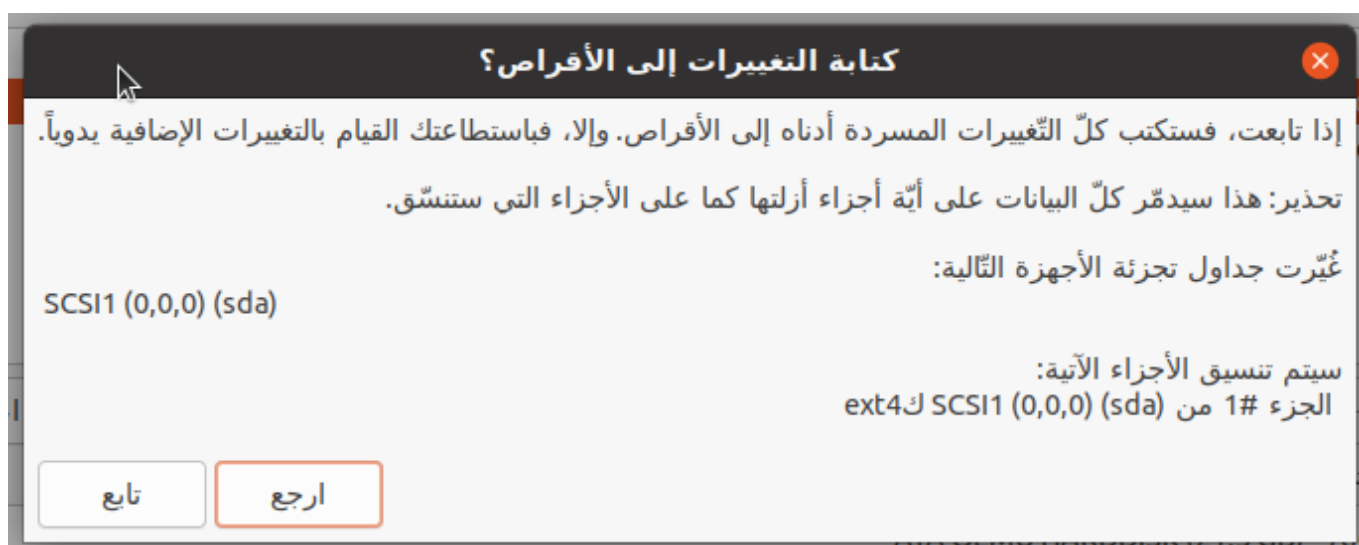 كتابة التغييرات إلى الأقراص؟
إذا تابعت، فستكتب كلّ التّغييرات المسردة أدناه إلى الأقراص. وإلا، فباستطاعتك القيام بالتغييرات الإضافية يدوياً.
تحذير: هذا سيدمّر كلّ البيانات على أيّة أجزاء أزلتها كما على الأجزاء التي ستنسّق.
غُيّرت جداول تجزئة الأجهزة التّالية:
SCSI1 (0,0,0) (sda)
سيتم تنسيق الأجزاء الآتية:
الجزء #1 من SCSI1 (0,0,0) (sda) كext4
ارجع
تابع